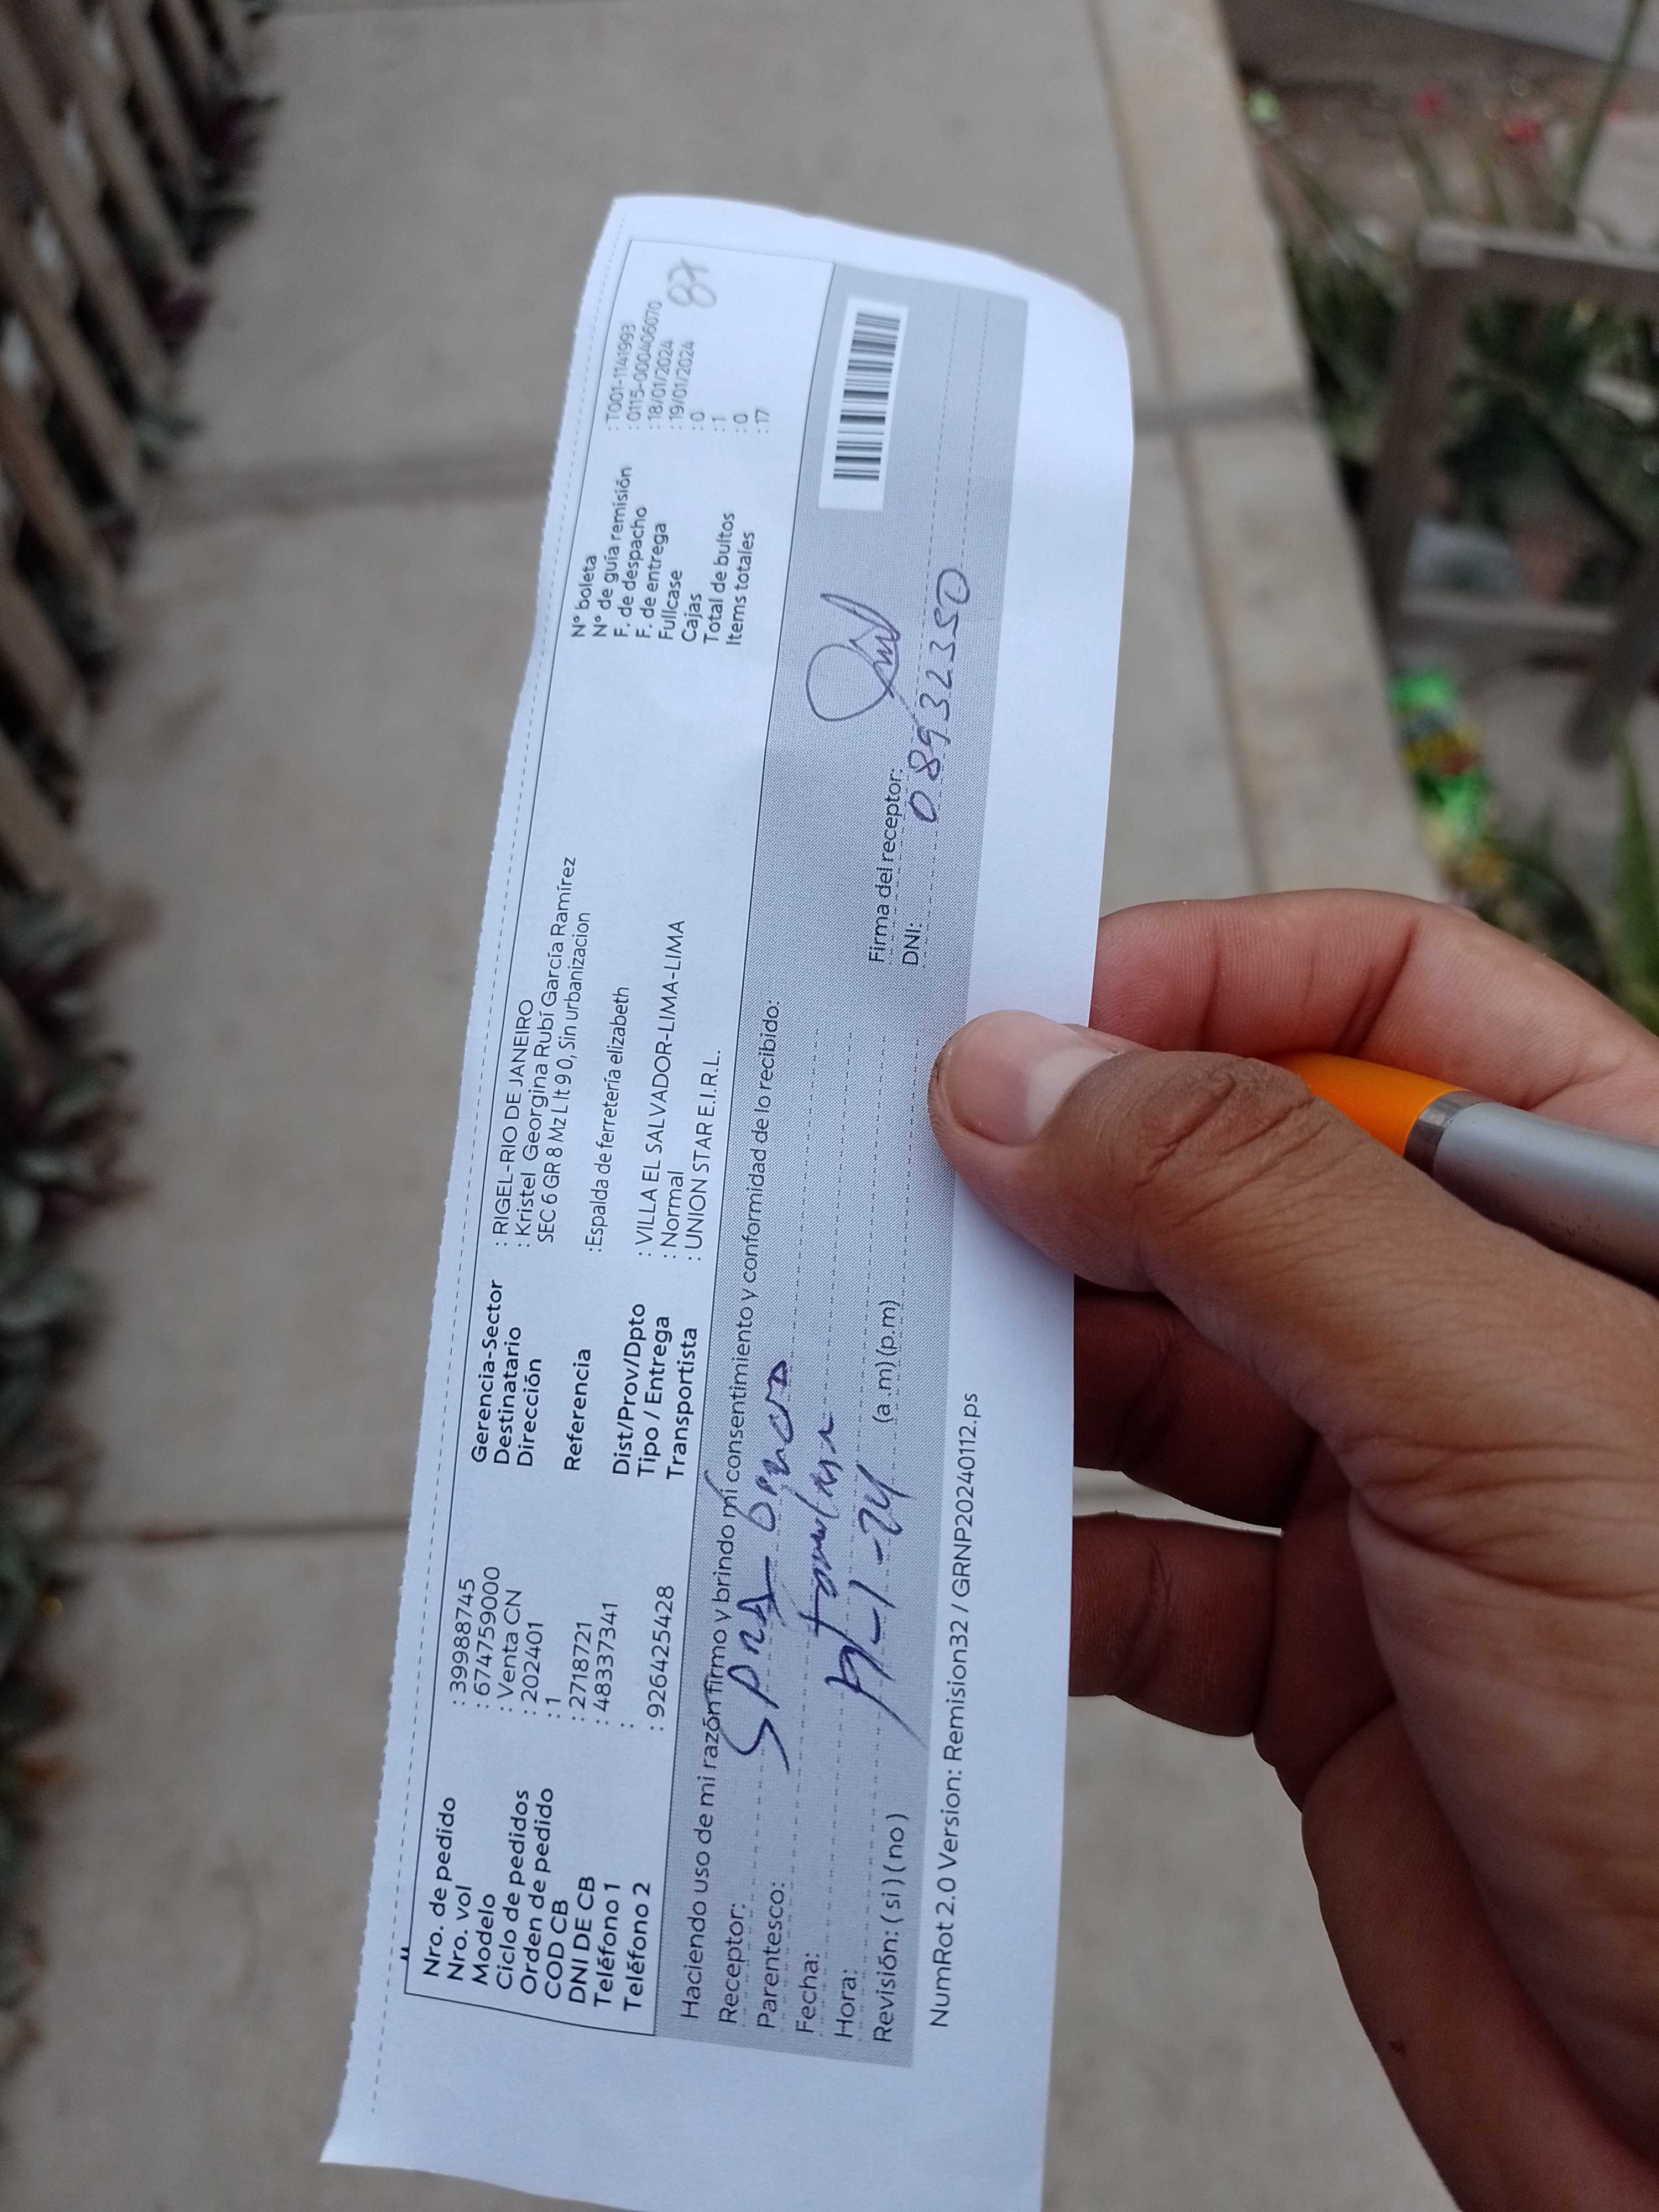 Nro. de pedido : 39988745
Nro. vol : 674759000
Modelo : Venta CN
Ciclo de pedidos : 202401
Orden de pedido : 1
COD CB : 2718721
DNI DE CB : 48337341
Teléfono 1 :
Teléfono 2 : 926425428
Gerencia-Sector : RIGEL-RIO DE JANEIRO
Destinatario : Kristel Georgina Rubí García Ramírez
Dirección SEC 6 GR 8 Mz L lt 9 0, Sin urbanizacion
Referencia :Espalda de ferretería elizabeth
Dist/Prov/Dpto : VILLA EL SALVADOR-LIMA-LIMA
Tipo / Entrega : Normal
Transportista : UNION STAR E.I.R.L.
N° boleta
N° de guía remisión : T001-11141993
F. de despacho : 0115-000406070
F. de entrega : 18/01/2024
Fullcase : 19/01/2024
Cajas : 0
Total de bultos : 1
Items totales : 0
: 17
87
Haciendo uso de mi razón firmo y brindo mi consentimiento y conformidad de lo recibido:
Receptor:
Parentesco:
Fecha:
Hora: (a .m) (p.m)
Revisión: ( si ) ( no )
Firma del receptor:
DNI: 08932350
NumRot 2.0 Version: Remision32 / GRNP20240112.ps